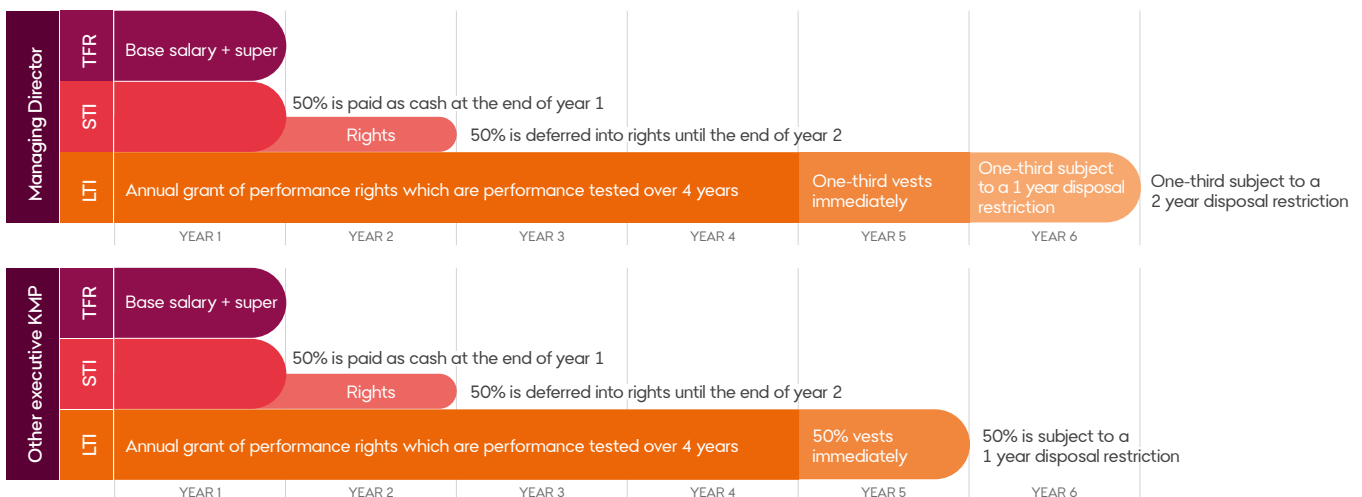 Managing Director
TFR
Base salary + super
STI
50% is paid as cash at the end of year 1
Rights
50% is deferred into rights until the end of year 2
LTI
Annual grant of performance rights which are performance tested over 4 years
One-third vests
immediately
One-third subject
to a 1 year disposal
restriction
One-third subject to a
2 year disposal restriction
YEAR 1
YEAR 2
YEAR 3
YEAR 4
YEAR 5
YEAR 6
Other executive KMP
TFR
Base salary + super
STI
50% is paid as cash at the end of year 1
Rights
50% is deferred into rights until the end of year 2
LTI
Annual grant of performance rights which are performance tested over 4 years
50% vests
immediately
50% is subject to a
1 year disposal restriction
YEAR 1
YEAR 2
YEAR 3
YEAR 4
YEAR 5
YEAR 6